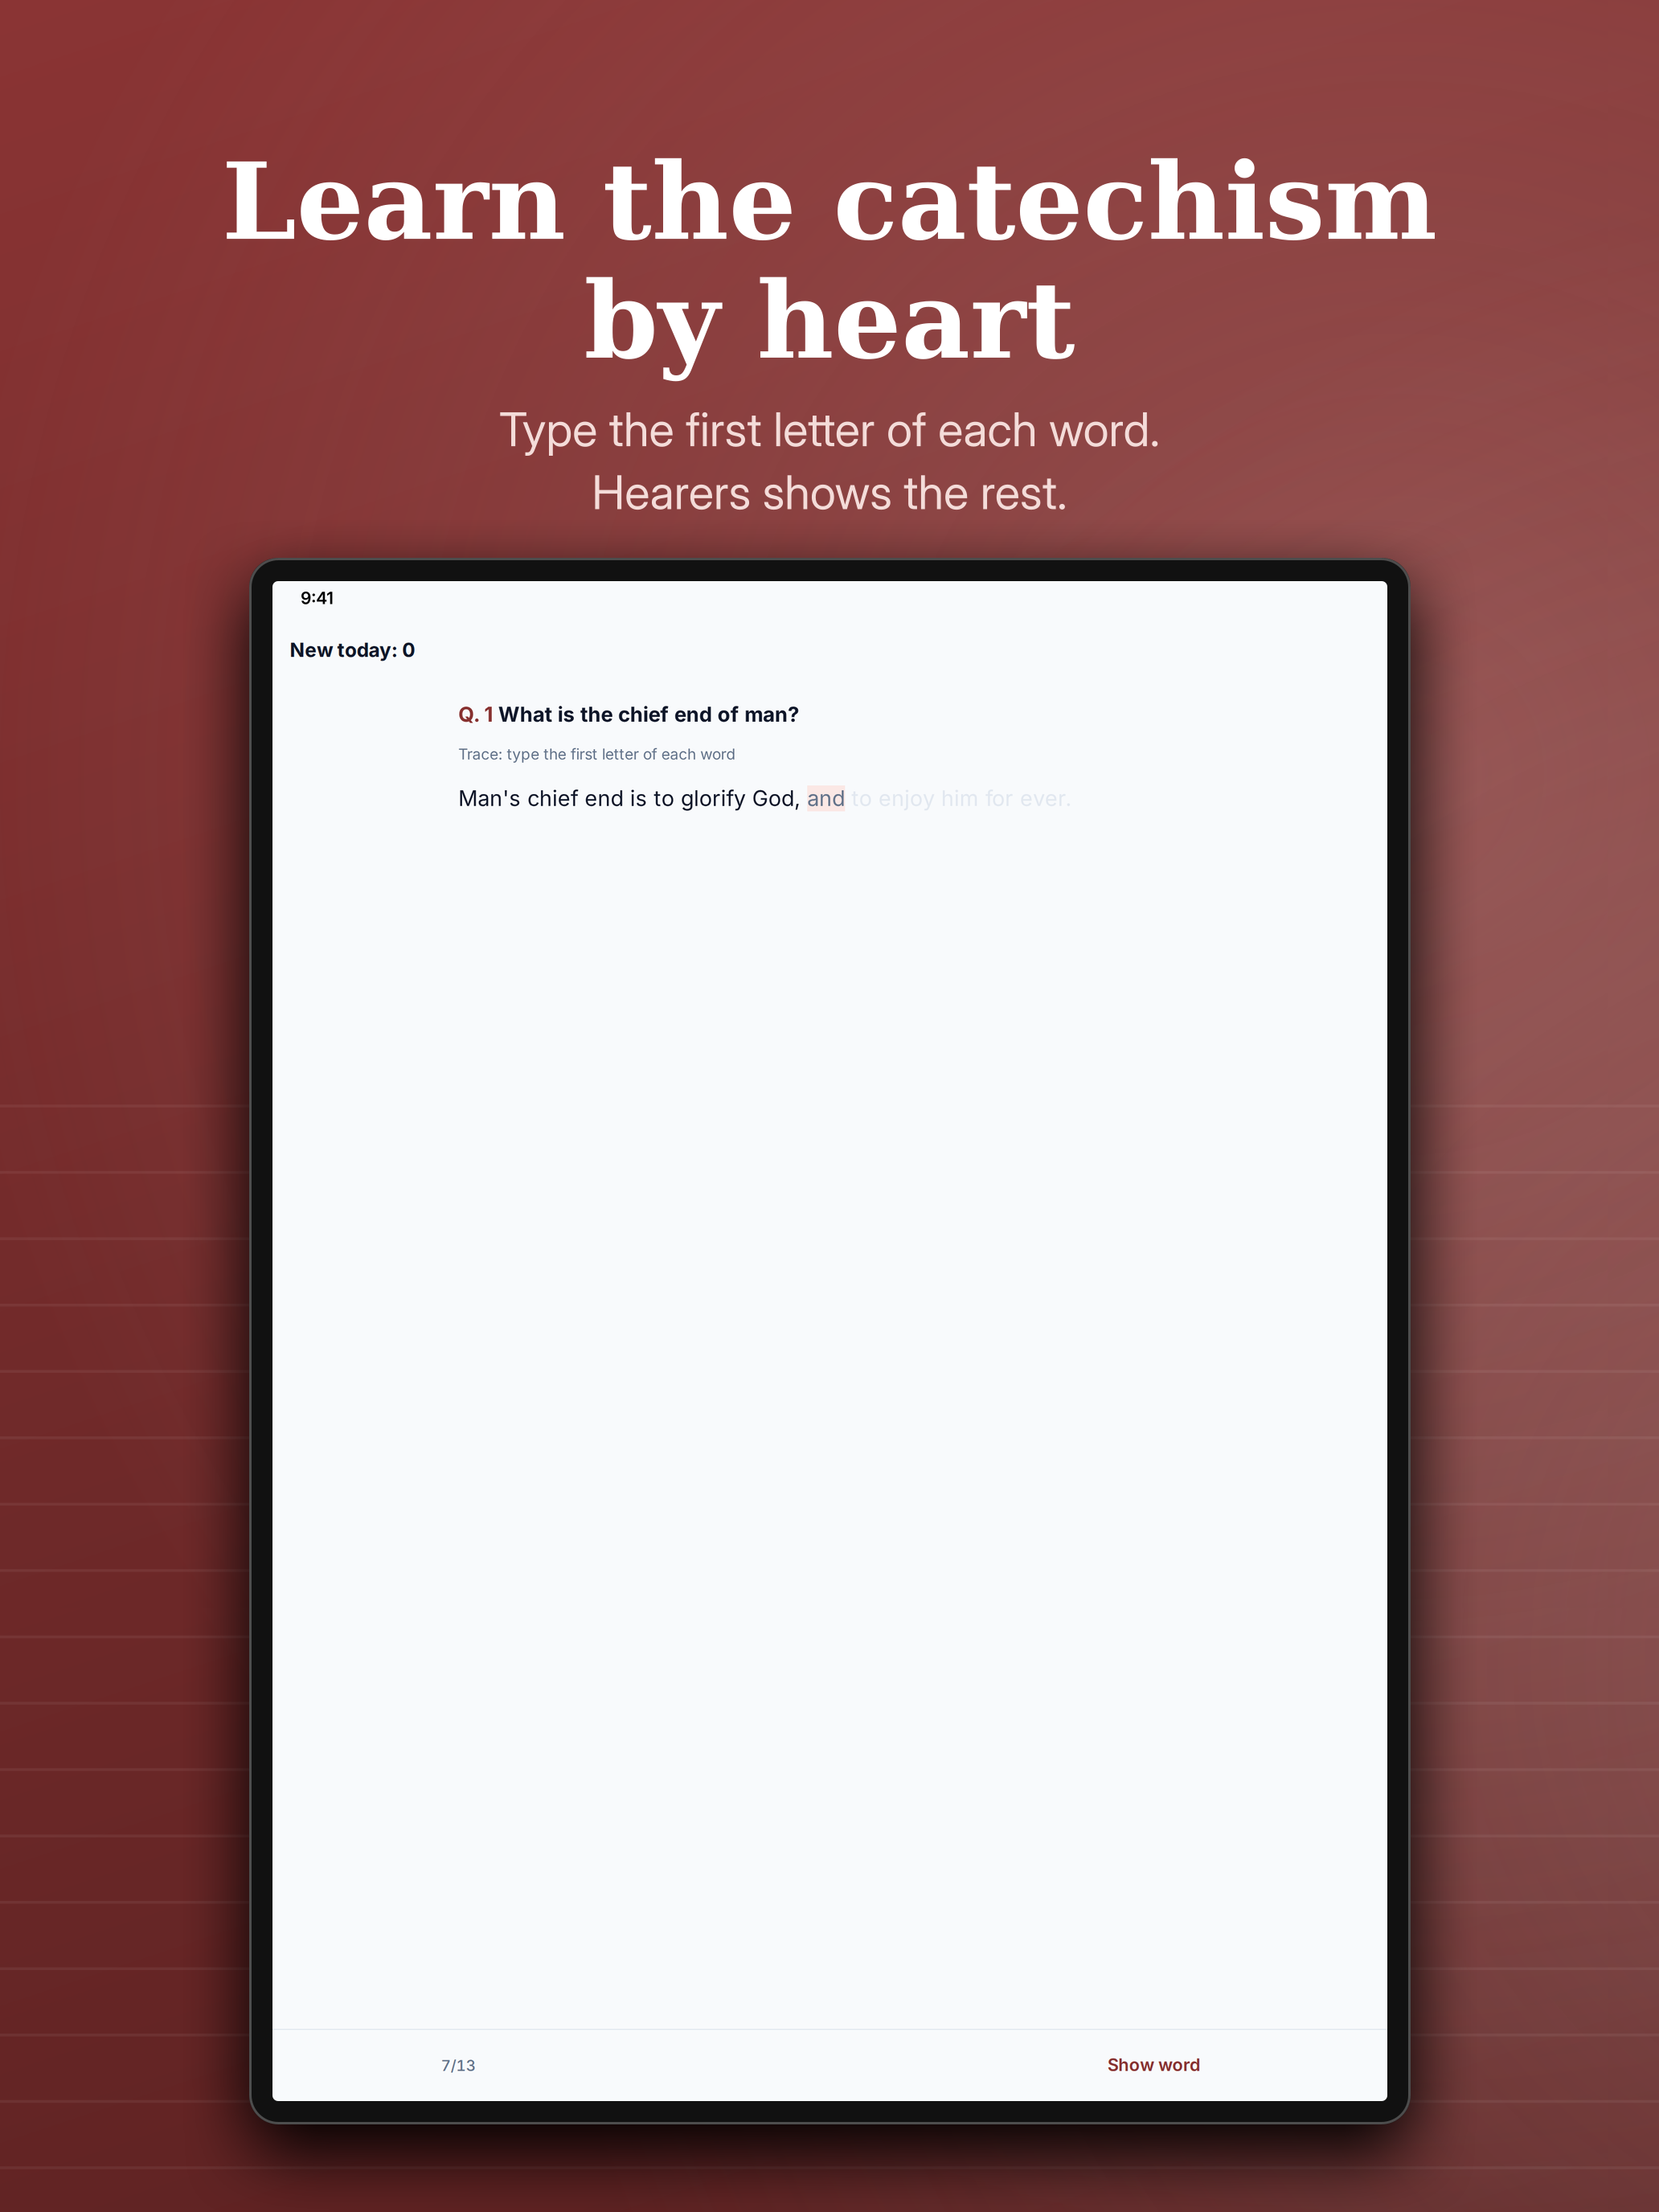 Learn the catechism
by heart
Type the first letter of each word.
Hearers shows the rest.
9:41
New today: 0
Q. 1 What is the chief end of man?
Trace: type the first letter of each word
Man's chief end is to glorify God, and to enjoy him for ever.
7/13
Show word